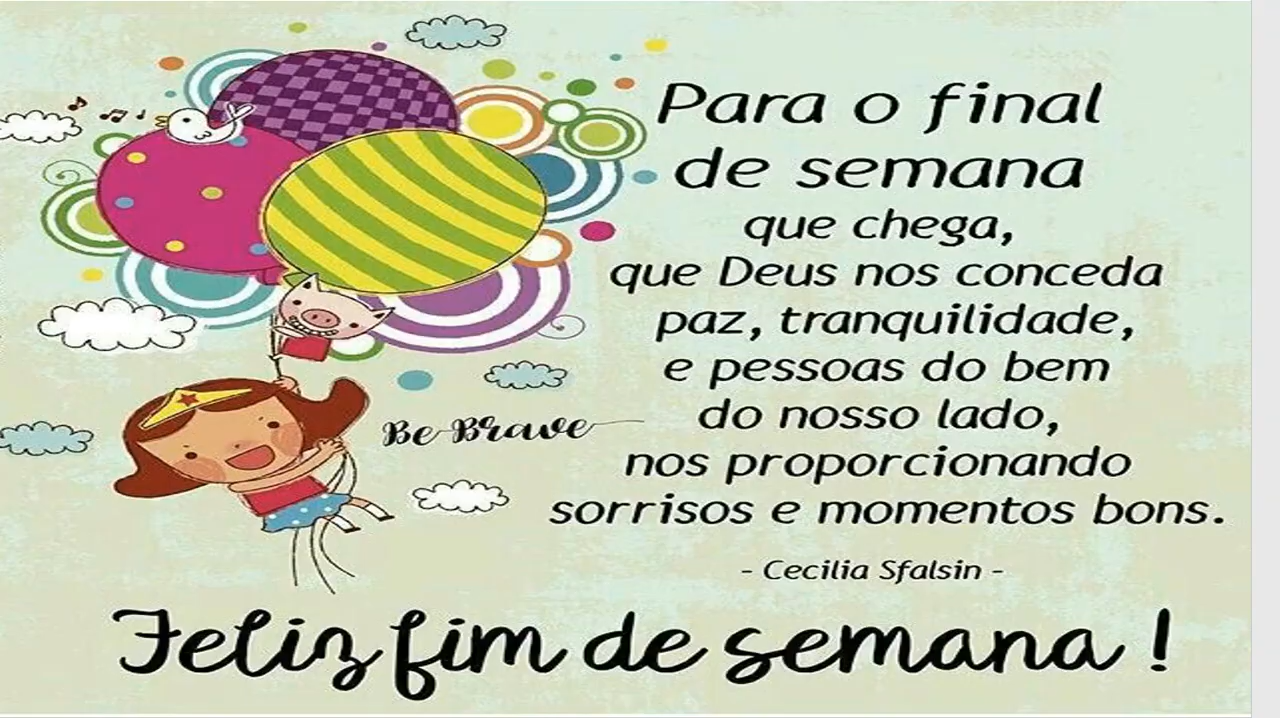 Para o final
de semana
que chega,
que Deus nos conceda
paz, tranquilidade,
e pessoas do bem
do nosso lado,
nos proporcionando
sorrisos e momentos bons.
- Cecilia Sfalsin -
Be Brave
Feliz fim de semana !